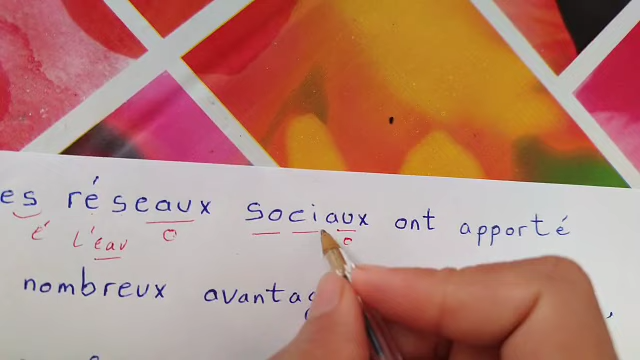 es réseaux sociaux ont apporté
é l'eau o o
nombreux avantag